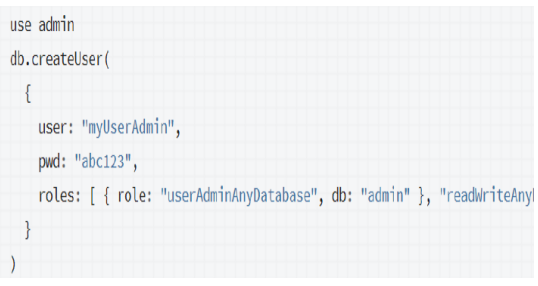 use admin
db.createUser(
{
user: "myUserAdmin",
pwd: "abc123",
roles: [ { role: "userAdminAnyDatabase", db: "admin" }, "readWriteAny
}
)